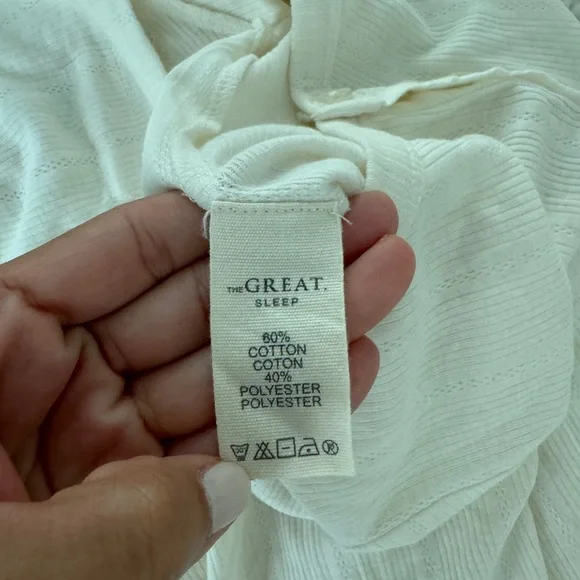 THE GREAT.
SLEEP
60%
COTTON
COTON
40%
POLYESTER
POLYESTER